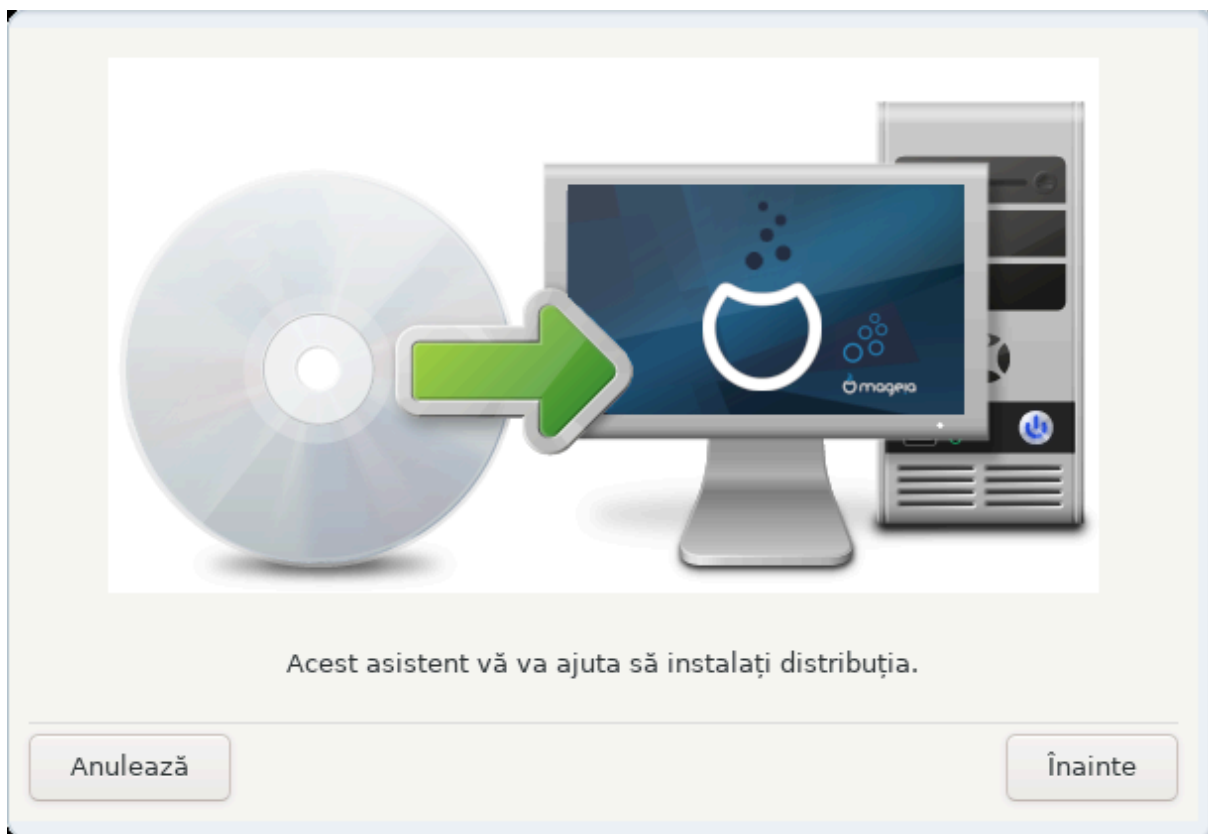 mageia
Acest asistent vă va ajuta să instalați distribuția.
Anulează
Înainte